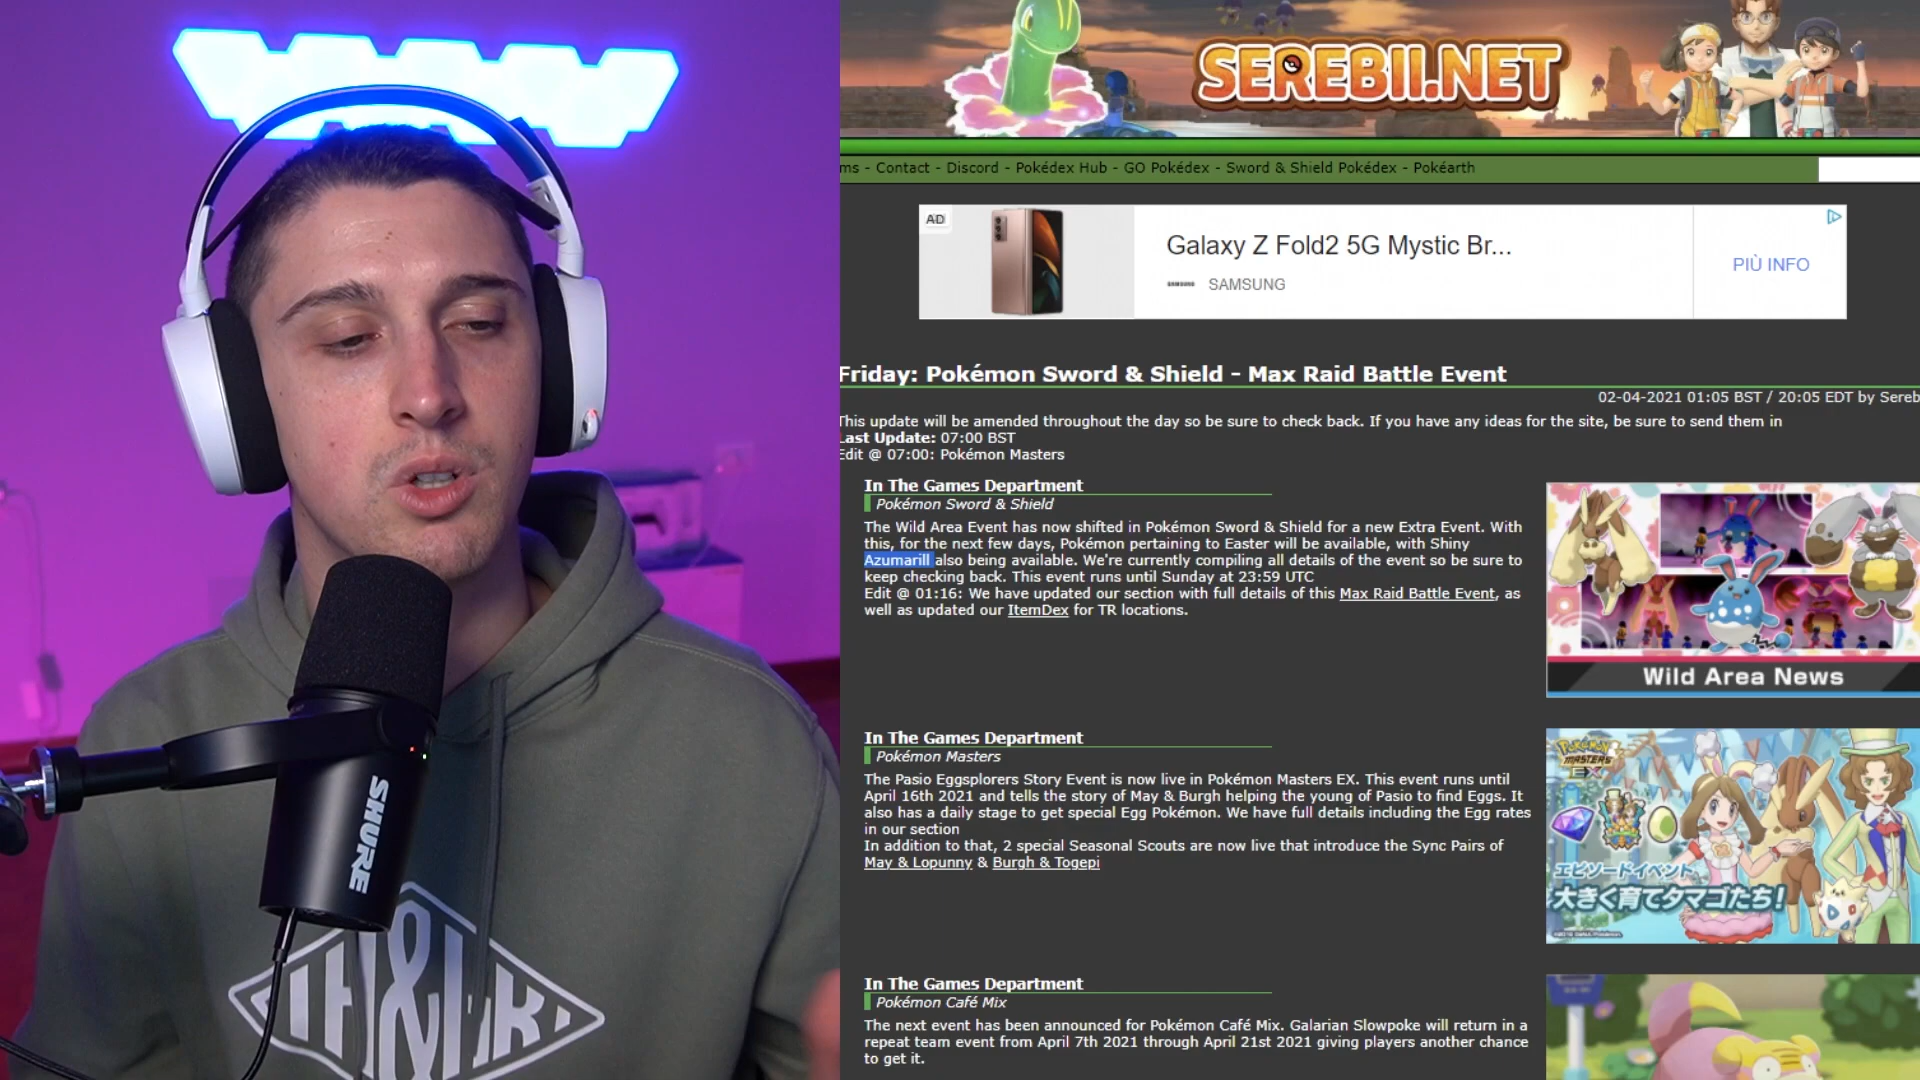 SEREBII.NET
ms - Contact - Discord - Pokédex Hub - GO Pokédex - Sword & Shield Pokédex - Pokéarth
AD
Galaxy Z Fold2 5G Mystic Br...
SAMSUNG SAMSUNG
PIÙ INFO
Friday: Pokémon Sword & Shield - Max Raid Battle Event
02-04-2021 01:05 BST / 20:05 EDT by Sereb
This update will be amended throughout the day so be sure to check back. If you have any ideas for the site, be sure to send them in
Last Update: 07:00 BST
Edit @ 07:00: Pokémon Masters
In The Games Department
Pokémon Sword & Shield
The Wild Area Event has now shifted in Pokémon Sword & Shield for a new Extra Event. With
this, for the next few days, Pokémon pertaining to Easter will be available, with Shiny
Azumarill also being available. We're currently compiling all details of the event so be sure to
keep checking back. This event runs until Sunday at 23:59 UTC
Edit @ 01:16: We have updated our section with full details of this Max Raid Battle Event, as
well as updated our ItemDex for TR locations.
Wild Area News
In The Games Department
Pokémon Masters
The Pasio Eggsplorers Story Event is now live in Pokémon Masters EX. This event runs until
April 16th 2021 and tells the story of May & Burgh helping the young of Pasio to find Eggs. It
also has a daily stage to get special Egg Pokémon. We have full details including the Egg rates
in our section
In addition to that, 2 special Seasonal Scouts are now live that introduce the Sync Pairs of
May & Lopunny & Burgh & Togepi
POKÉMON
MASTERS
EX
エピソードイベント
大きく育てタマゴたち!
In The Games Department
Pokémon Café Mix
The next event has been announced for Pokémon Café Mix. Galarian Slowpoke will return in a
repeat team event from April 7th 2021 through April 21st 2021 giving players another chance
to get it.
SHURE